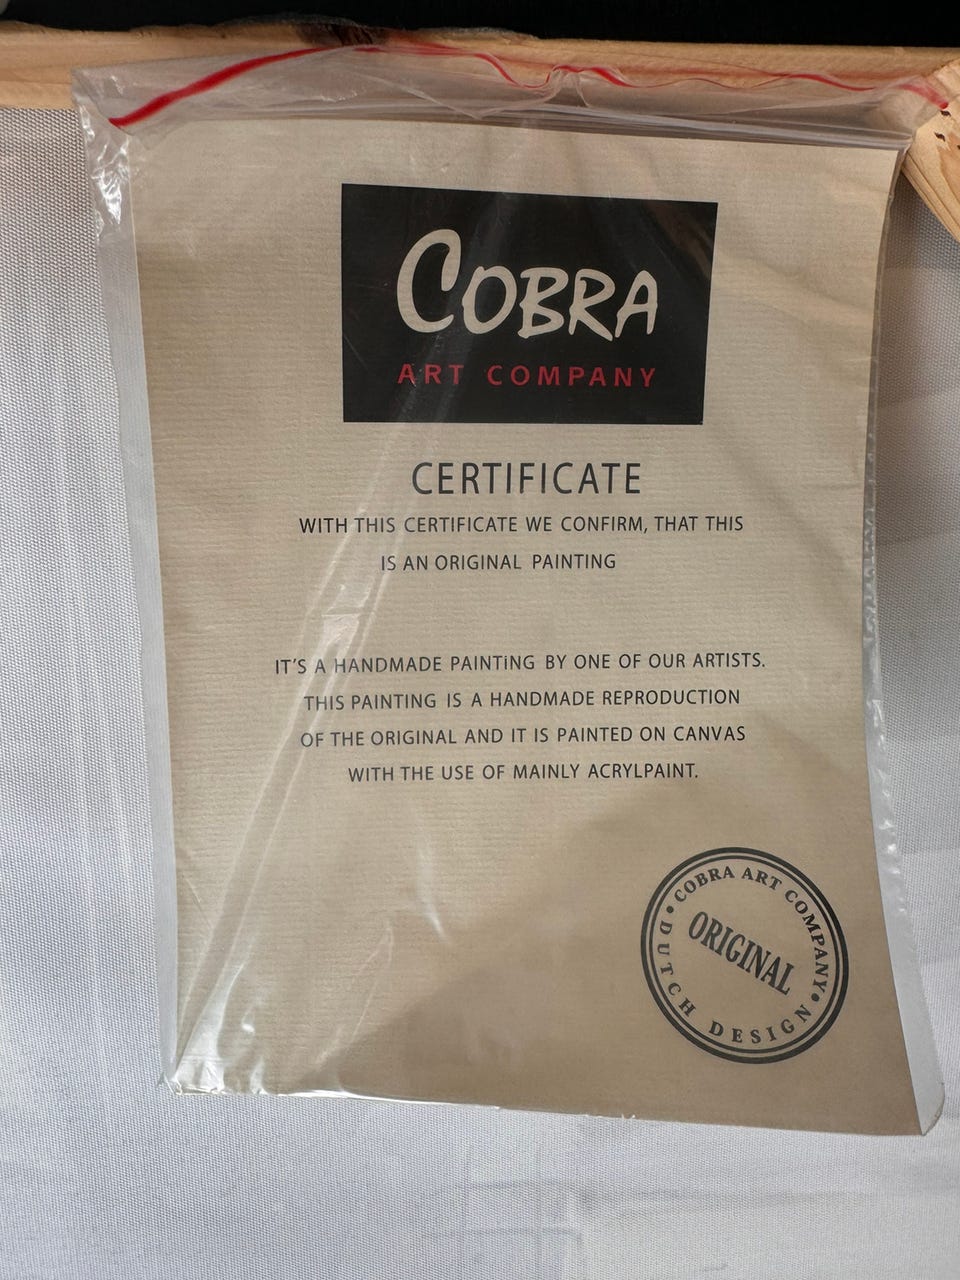 COBRA
ART COMPANY
CERTIFICATE
WITH THIS CERTIFICATE WE CONFIRM, THAT THIS
IS AN ORIGINAL PAINTING
IT'S A HANDMADE PAINTiNG BY ONE OF OUR ARTISTS.
THIS PAINTING IS A HANDMADE REPRODUCTION
OF THE ORIGINAL AND IT IS PAINTED ON CANVAS
WITH THE USE OF MAINLY ACRYLPAINT.
• COBRA ART COMPANY •
ORIGINAL
DUTCH DESIGN